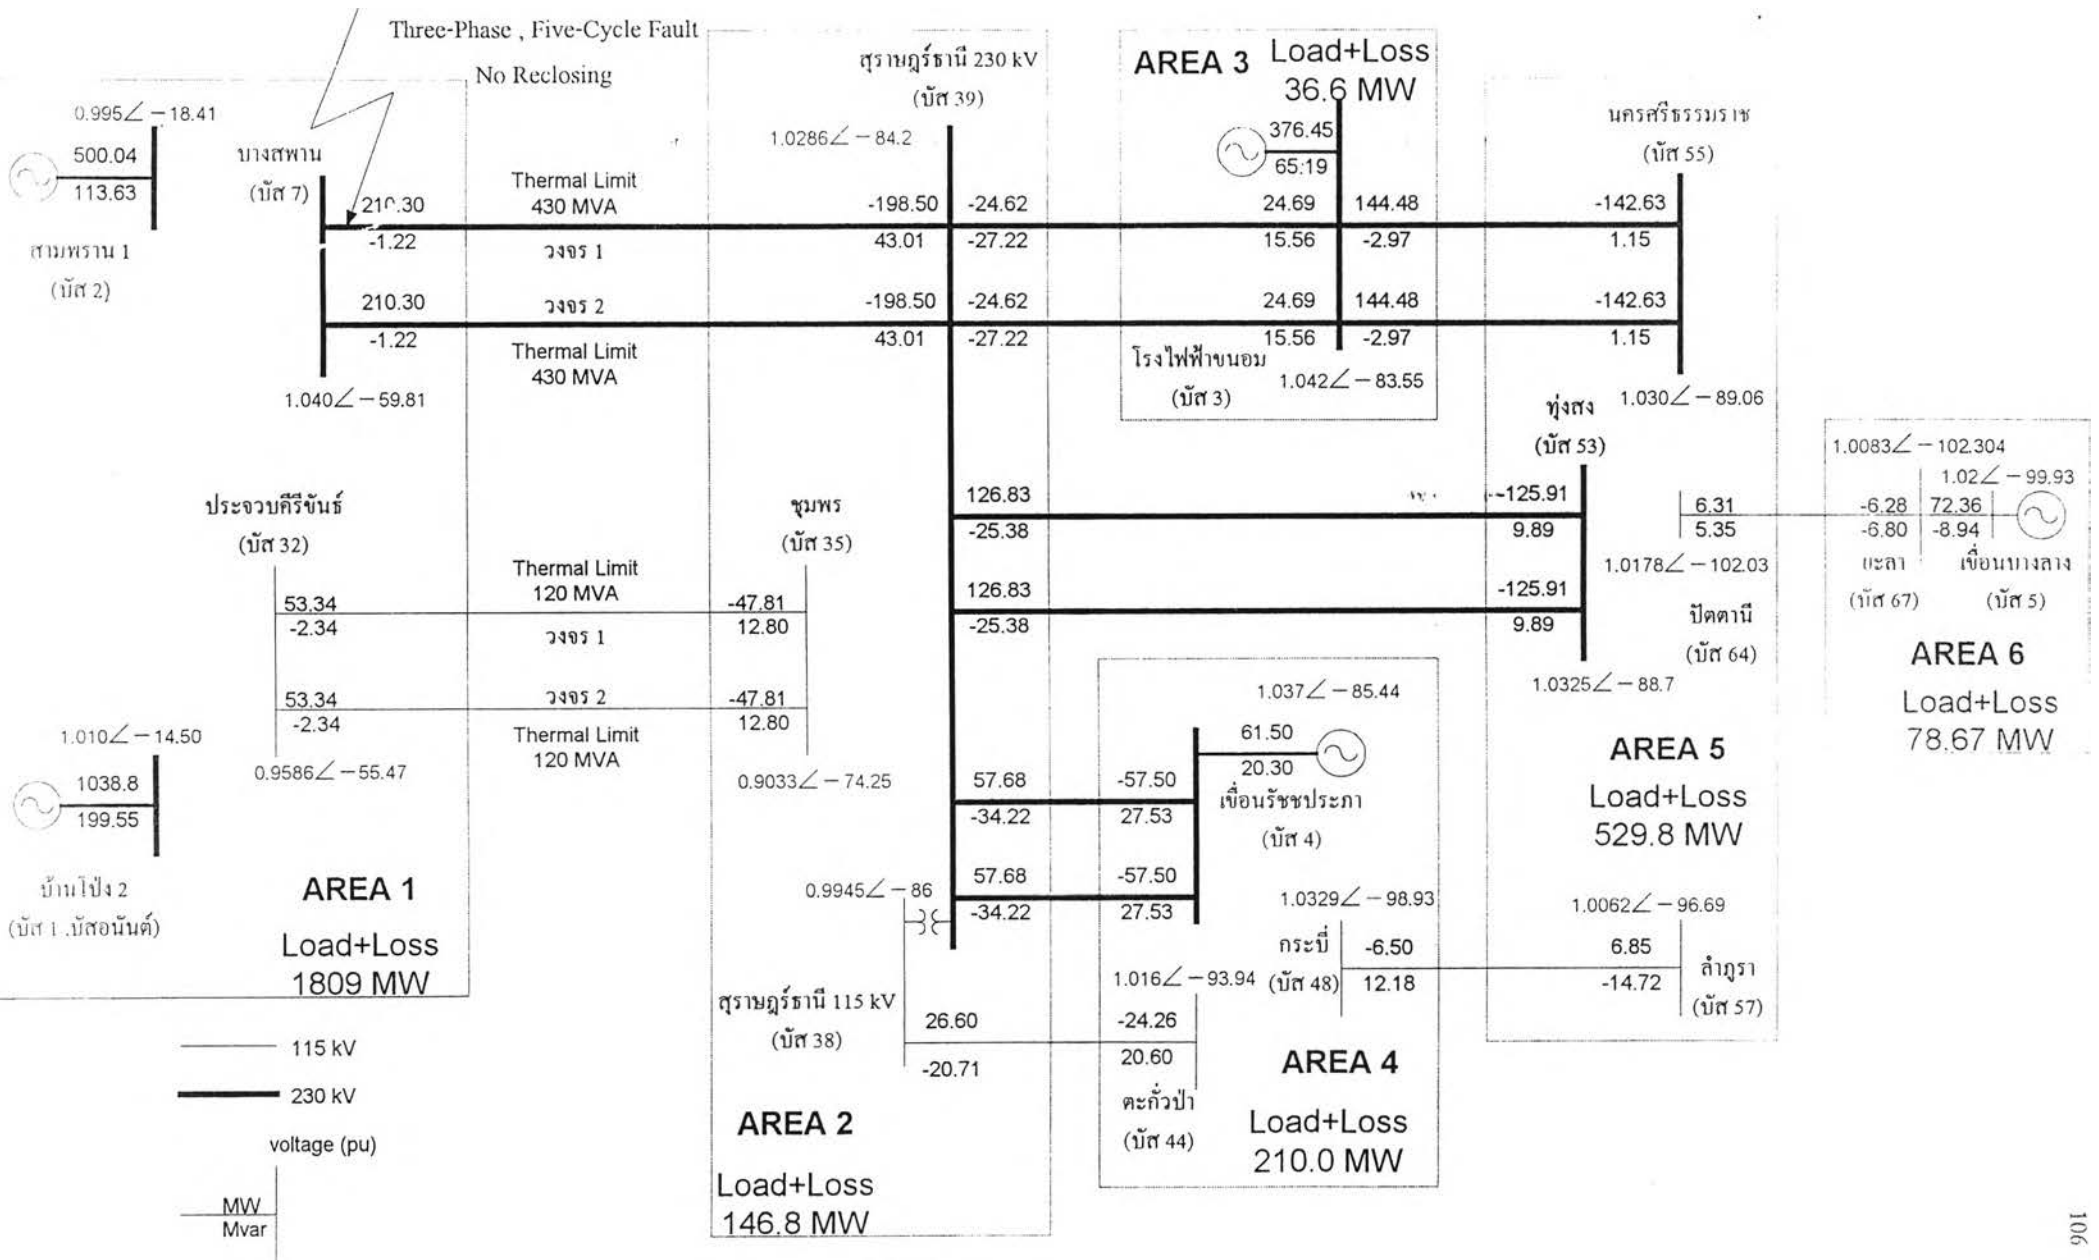 Three-Phase , Five-Cycle Fault
No Reclosing
0.995∠−18.41
500.04
113.63
สามพราน 1
(บัส 2)
บางสพาน
(บัส 7)
-1.22
Thermal Limit
430 MVA
วงจร 1
210.30
-1.22
วงจร 2
Thermal Limit
430 MVA
1.040∠−59.81
สุราษฎร์ธานี 230 kV
(บัส 39)
1.0286∠−84.2
-198.50
43.01
-24.62
-27.22
-198.50
43.01
-24.62
-27.22
AREA 3
Load+Loss
36.6 MW
376.45
65.19
24.69
15.56
144.48
-2.97
24.69
15.56
144.48
-2.97
โรงไฟฟ้าขนอม
(บัส 3)
1.042∠−83.55
นครศรีธรรมราช
(บัส 55)
-142.63
1.15
-142.63
1.15
1.030∠−89.06
ทุ่งสง
(บัส 53)
126.83
-25.38
-125.91
9.89
126.83
-25.38
-125.91
9.89
1.0325∠−88.7
1.0083∠−102.304
1.02∠−99.93
6.31
5.35
-6.28
-6.80
72.36
-8.94
1.0178∠−102.03
ปัตตานี
(บัส 64)
ยะลา
(บัส 67)
เขื่อนบางลาง
(บัส 5)
AREA 6
Load+Loss
78.67 MW
AREA 5
Load+Loss
529.8 MW
ประจวบคีรีขันธ์
(บัส 32)
53.34
-2.34
Thermal Limit
120 MVA
วงจร 1
53.34
-2.34
วงจร 2
Thermal Limit
120 MVA
0.9586∠−55.47
ชุมพร
(บัส 35)
-47.81
12.80
-47.81
12.80
0.9033∠−74.25
1.010∠−14.50
1038.8
199.55
บ้านโป่ง 2
(บัส 1 ,บัสอนันต์)
AREA 1
Load+Loss
1809 MW
1.037∠−85.44
61.50
20.30
เขื่อนรัชชประภา
(บัส 4)
57.68
-34.22
-57.50
27.53
57.68
-34.22
-57.50
27.53
0.9945∠−86
1.0329∠−98.93
กระบี่
(บัส 48)
-6.50
12.18
1.0062∠−96.69
6.85
-14.72
ลำภูรา
(บัส 57)
สุราษฎร์ธานี 115 kV
(บัส 38)
26.60
-20.71
1.016∠−93.94
-24.26
20.60
ตะกั่วป่า
(บัส 44)
AREA 4
Load+Loss
210.0 MW
AREA 2
Load+Loss
146.8 MW
115 kV
230 kV
voltage (pu)
MW
Mvar
106